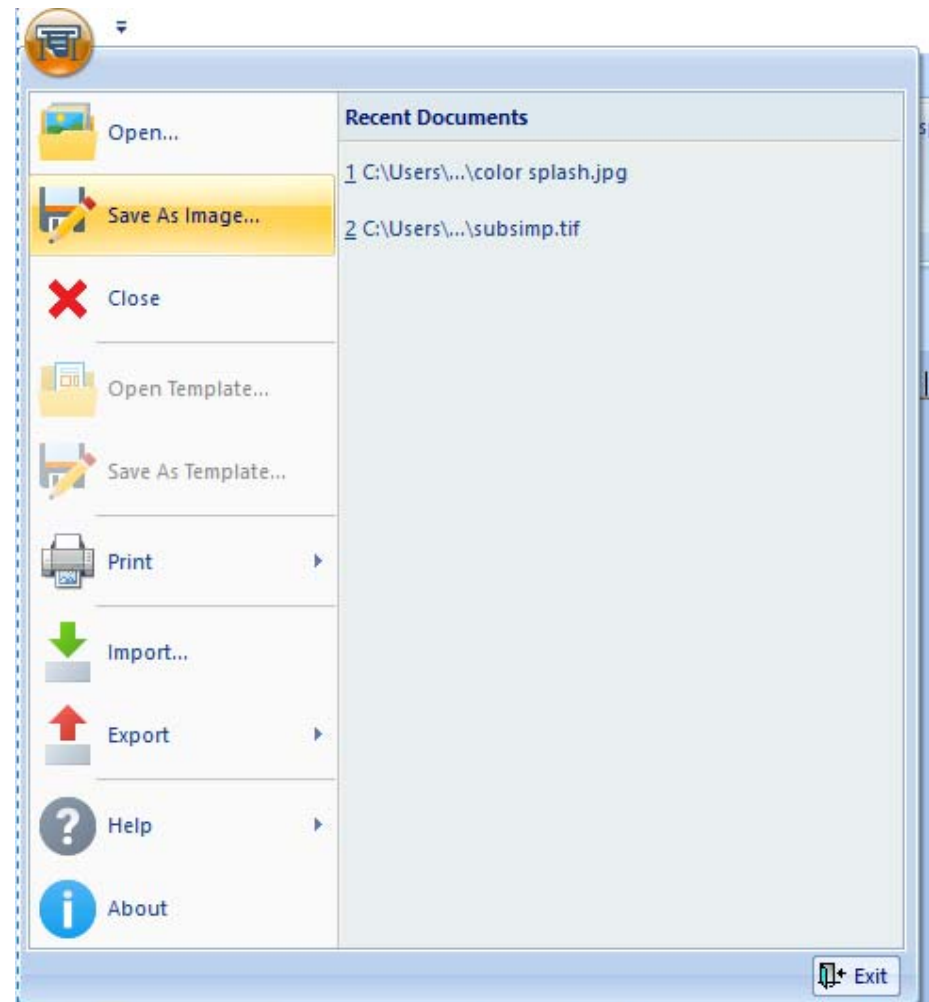 Open...
Save As Image...
Close
Open Template...
Save As Template...
Print
Import...
Export
Help
About
Recent Documents
1 C:\Users\...\color splash.jpg
2 C:\Users\...\subsimp.tif
Exit